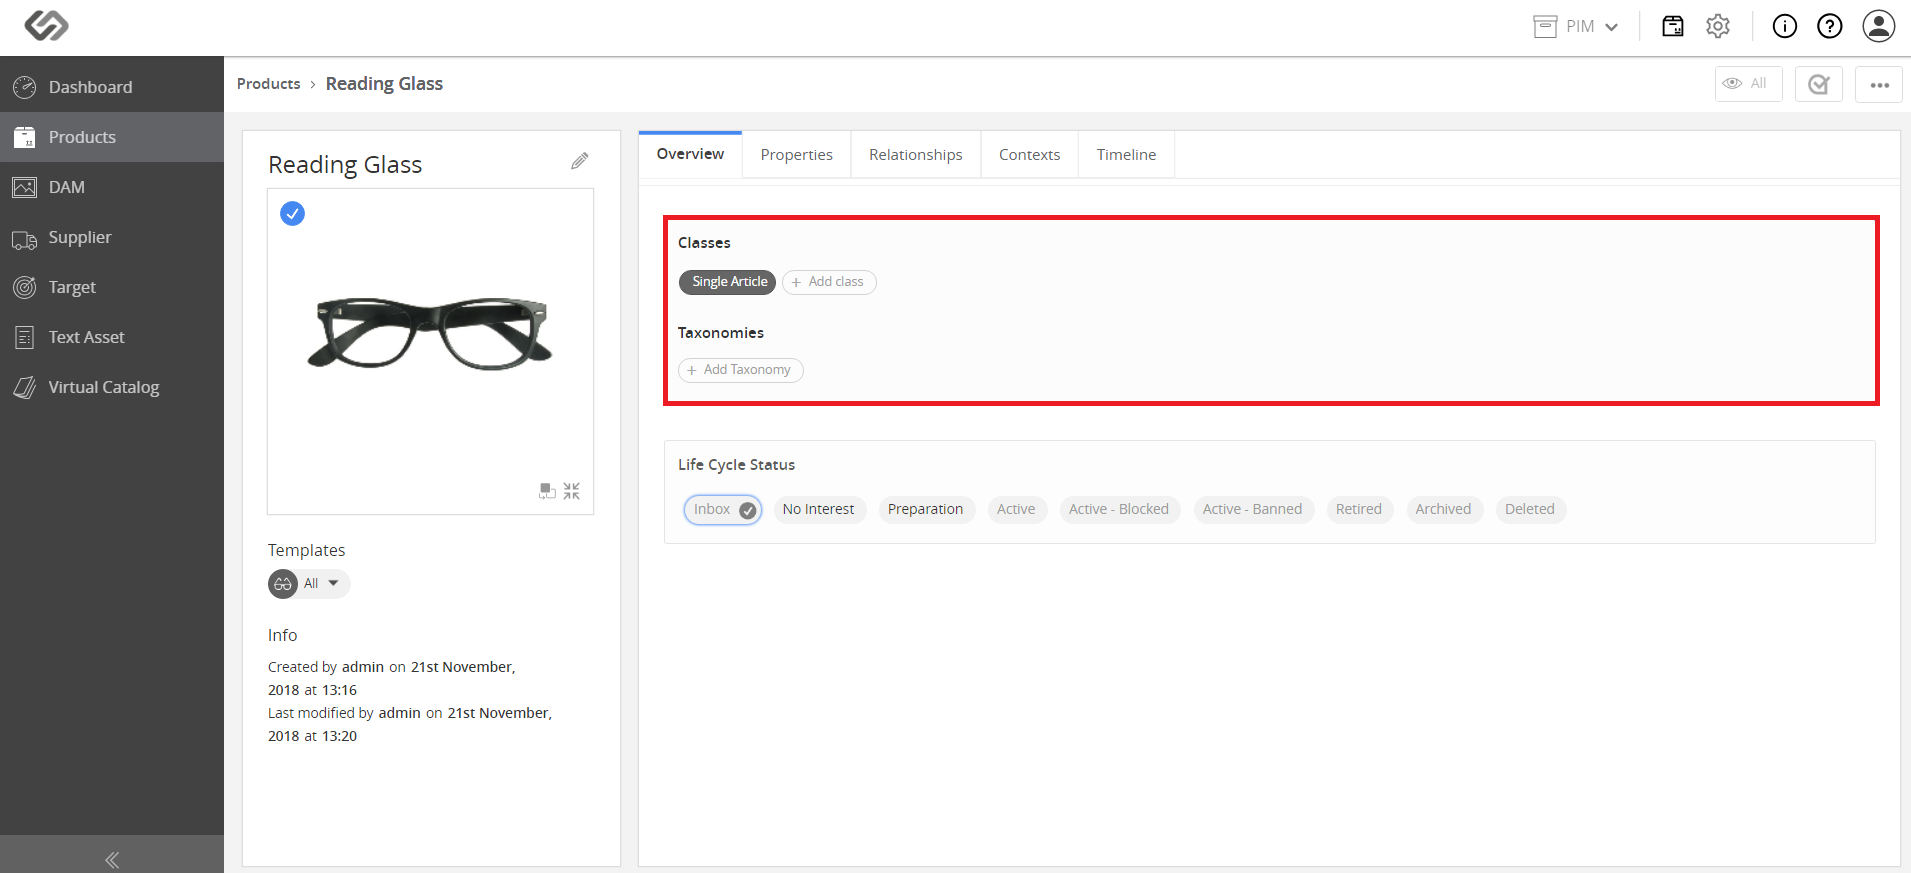 PIM
Dashboard
Products
DAM
Supplier
Target
Text Asset
Virtual Catalog
Products › Reading Glass
All
Reading Glass
Templates
All
Info
Created by admin on 21st November,
2018 at 13:16
Last modified by admin on 21st November,
2018 at 13:20
Overview Properties Relationships Contexts Timeline
Classes
Single Article + Add class
Taxonomies
+ Add Taxonomy
Life Cycle Status
Inbox No Interest Preparation Active Active - Blocked Active - Banned Retired Archived Deleted